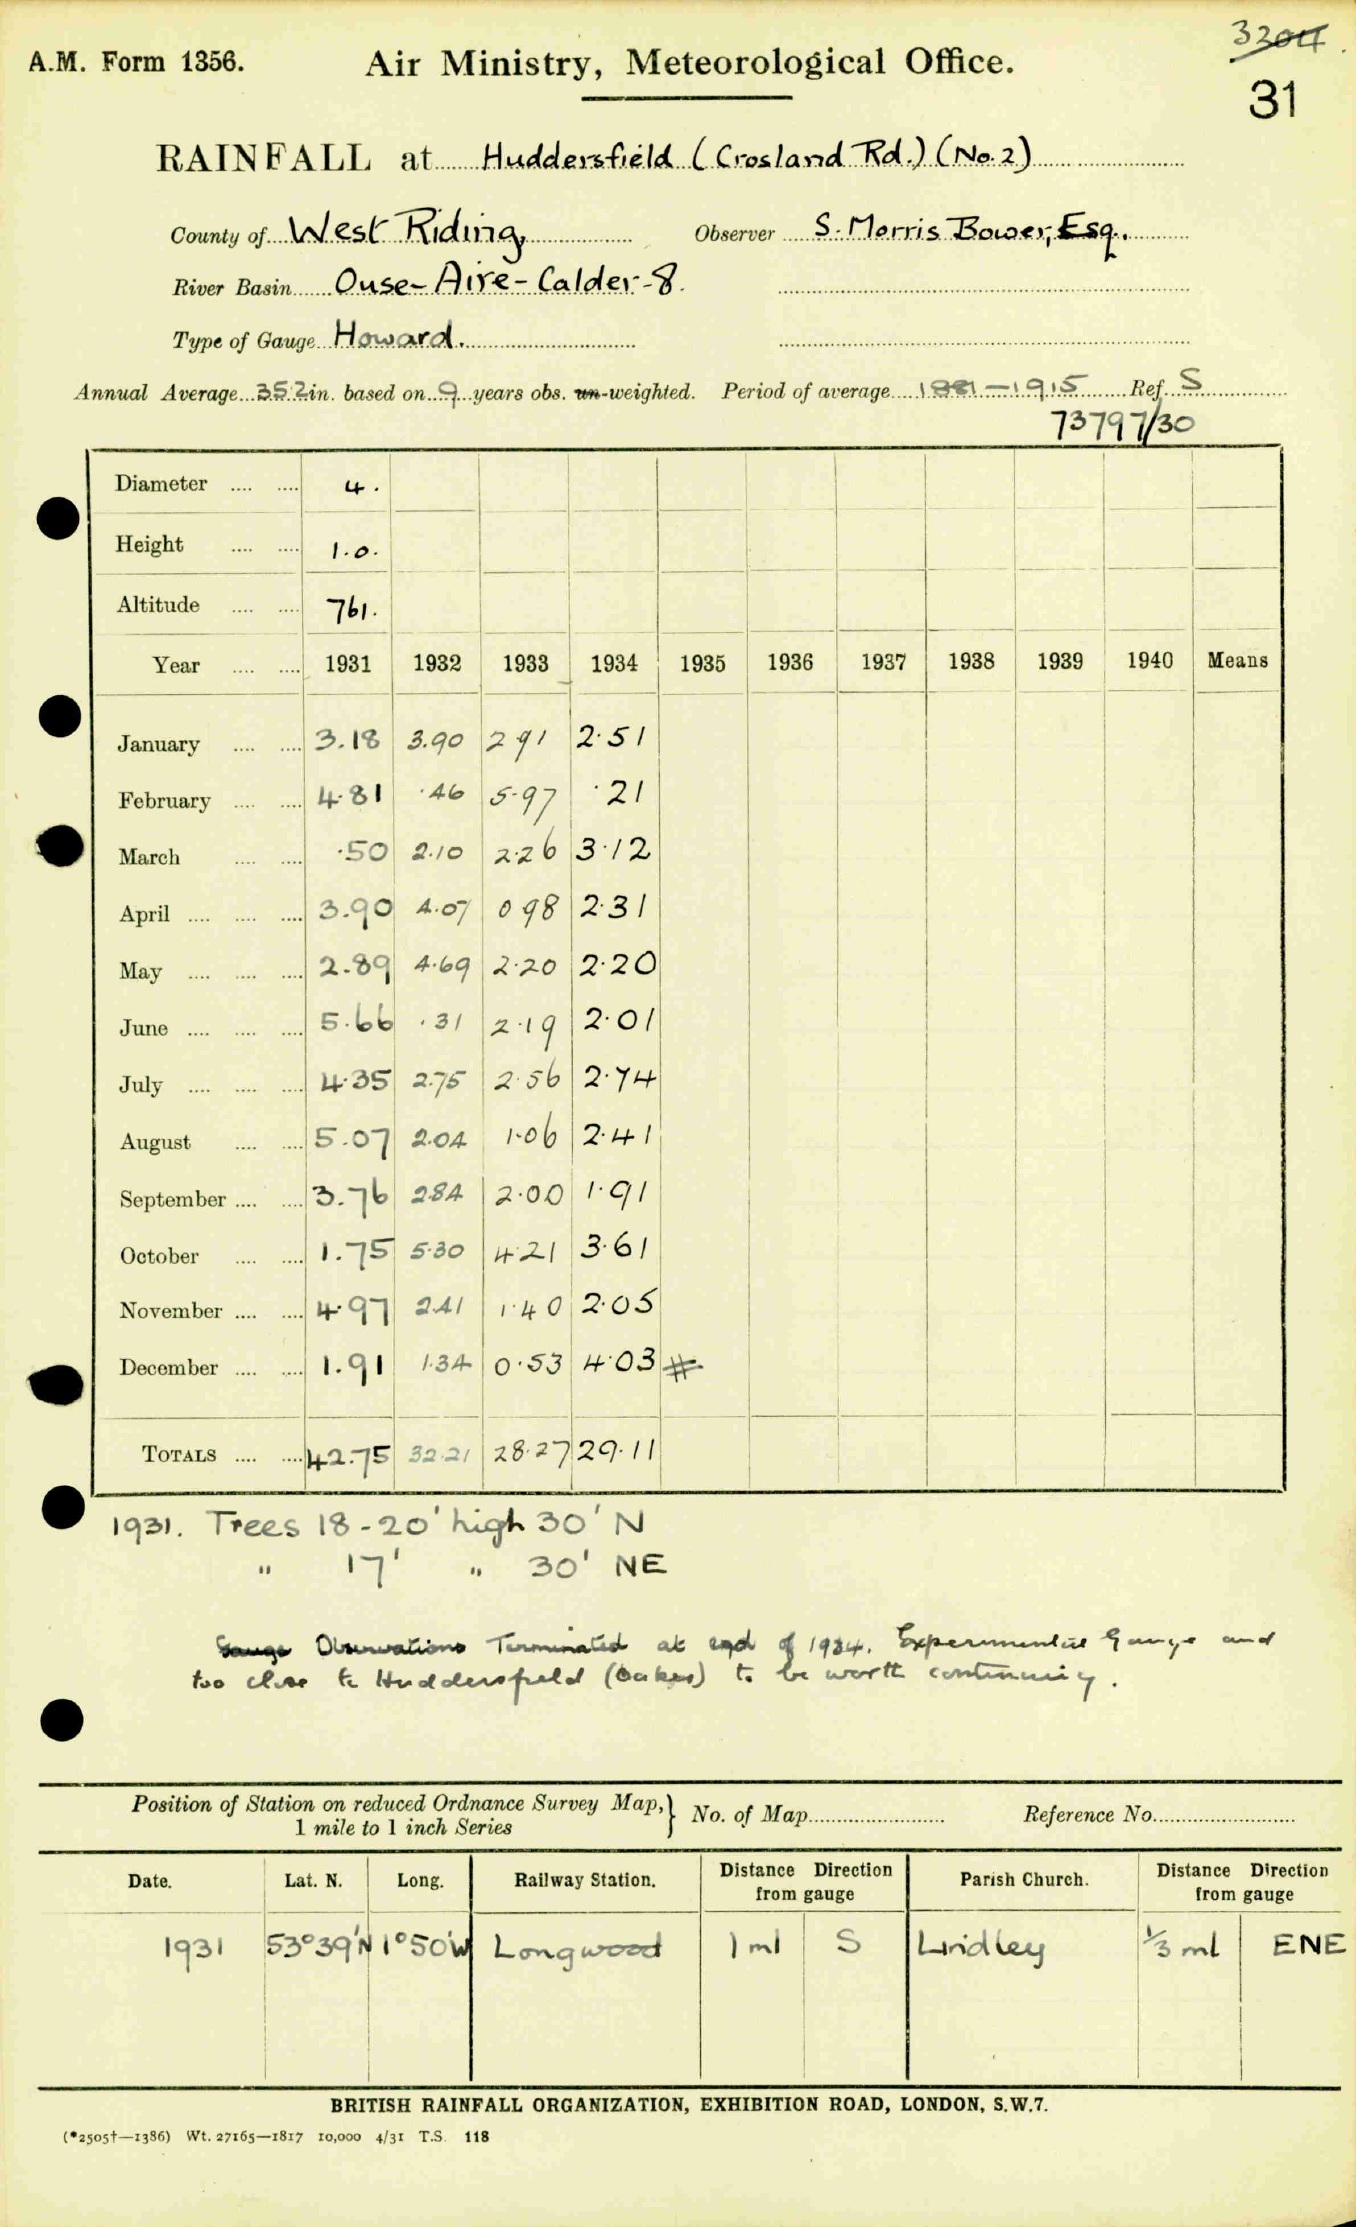 3204
A.M. Form 1356. Air Ministry, Meteorological Office.
31
RAINFALL at Huddersfield (Crosland Rd.) (No.2)
County of West Riding, Observer S. Morris Bower, Esq.
River Basin Ouse-Aire-Calder-8.
Type of Gauge Howard.
Annual Average 35.2 in. based on 9 years obs. un-weighted. Period of average 1881-1915 Ref. S
73797/30
Diameter 4.
Height 1.0.
Altitude 761.
Year 1931 1932 1933 1934 1935 1936 1937 1938 1939 1940 Means
January 3.18 3.90 2 91 2.51
February 4.81 .46 5.97 .21
March .50 2.10 2.26 3.12
April 3.90 4.07 0 98 2.31
May 2.89 4.69 2.20 2.20
June 5.66 .31 2.19 2.01
July 4.35 2.75 2.56 2.74
August 5.07 2.04 1.06 2.41
September 3.76 2.84 2.00 1.91
October 1.75 5.30 4.21 3.61
November 4.97 2.41 1.40 2.05
December 1.91 1.34 0.53 4.03 #
TOTALS 42.75 32.21 28.27 29.11
1931. Trees 18-20' high 30' N
" 17' " 30' NE
Gauge Observations Terminated at end of 1934. Experimental Gauge and
too close to Huddersfield (Oakes) to be worth continuing.
Position of Station on reduced Ordnance Survey Map, } No. of Map Reference No.
1 mile to 1 inch Series
Date. Lat. N. Long. Railway Station. Distance Direction from gauge Parish Church. Distance Direction from gauge
1931 53°39'N 1°50'W Longwood 1 ml S Lindley 1/3 ml ENE
BRITISH RAINFALL ORGANIZATION, EXHIBITION ROAD, LONDON, S.W.7.
(*2505†—1386) Wt. 27165—1817 10,000 4/31 T.S. 118